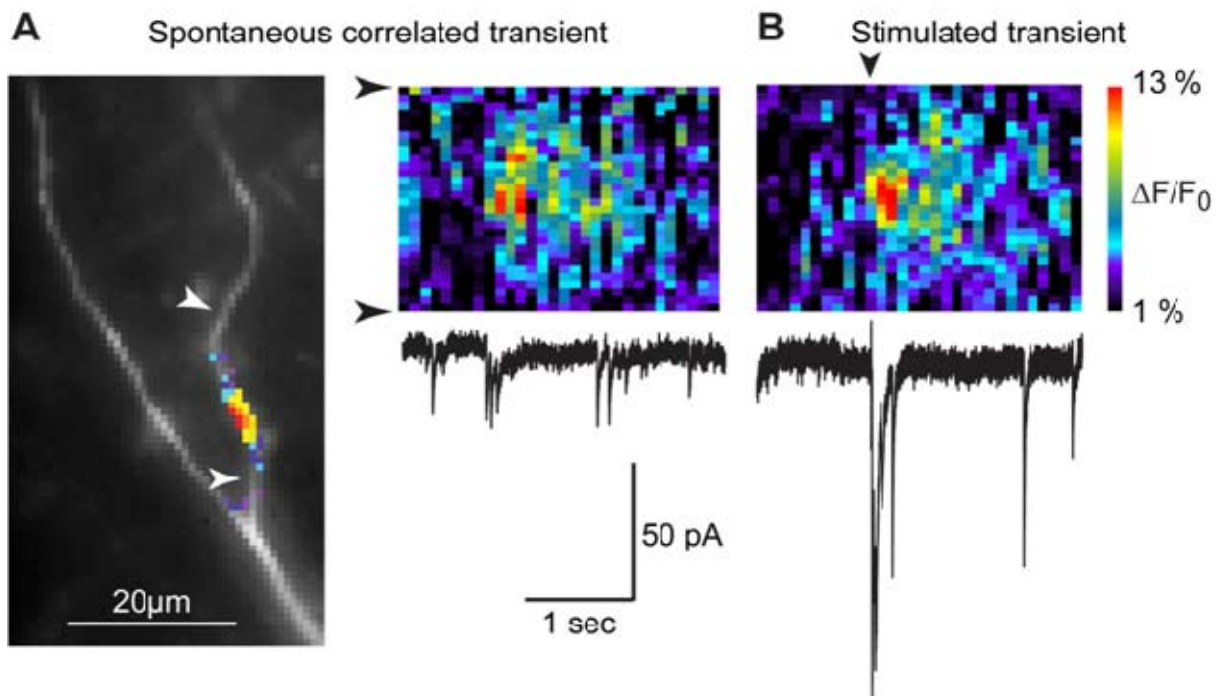 A
Spontaneous correlated transient
B
Stimulated transient
13 %
ΔF/F0
1 %
20µm
50 pA
1 sec